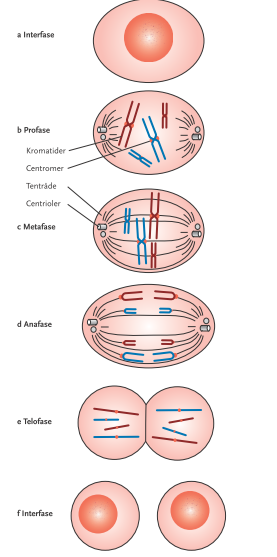 a Interfase
b Profase
Kromatider
Centromer
Tentråde
Centrioler
c Metafase
d Anafase
e Telofase
f Interfase